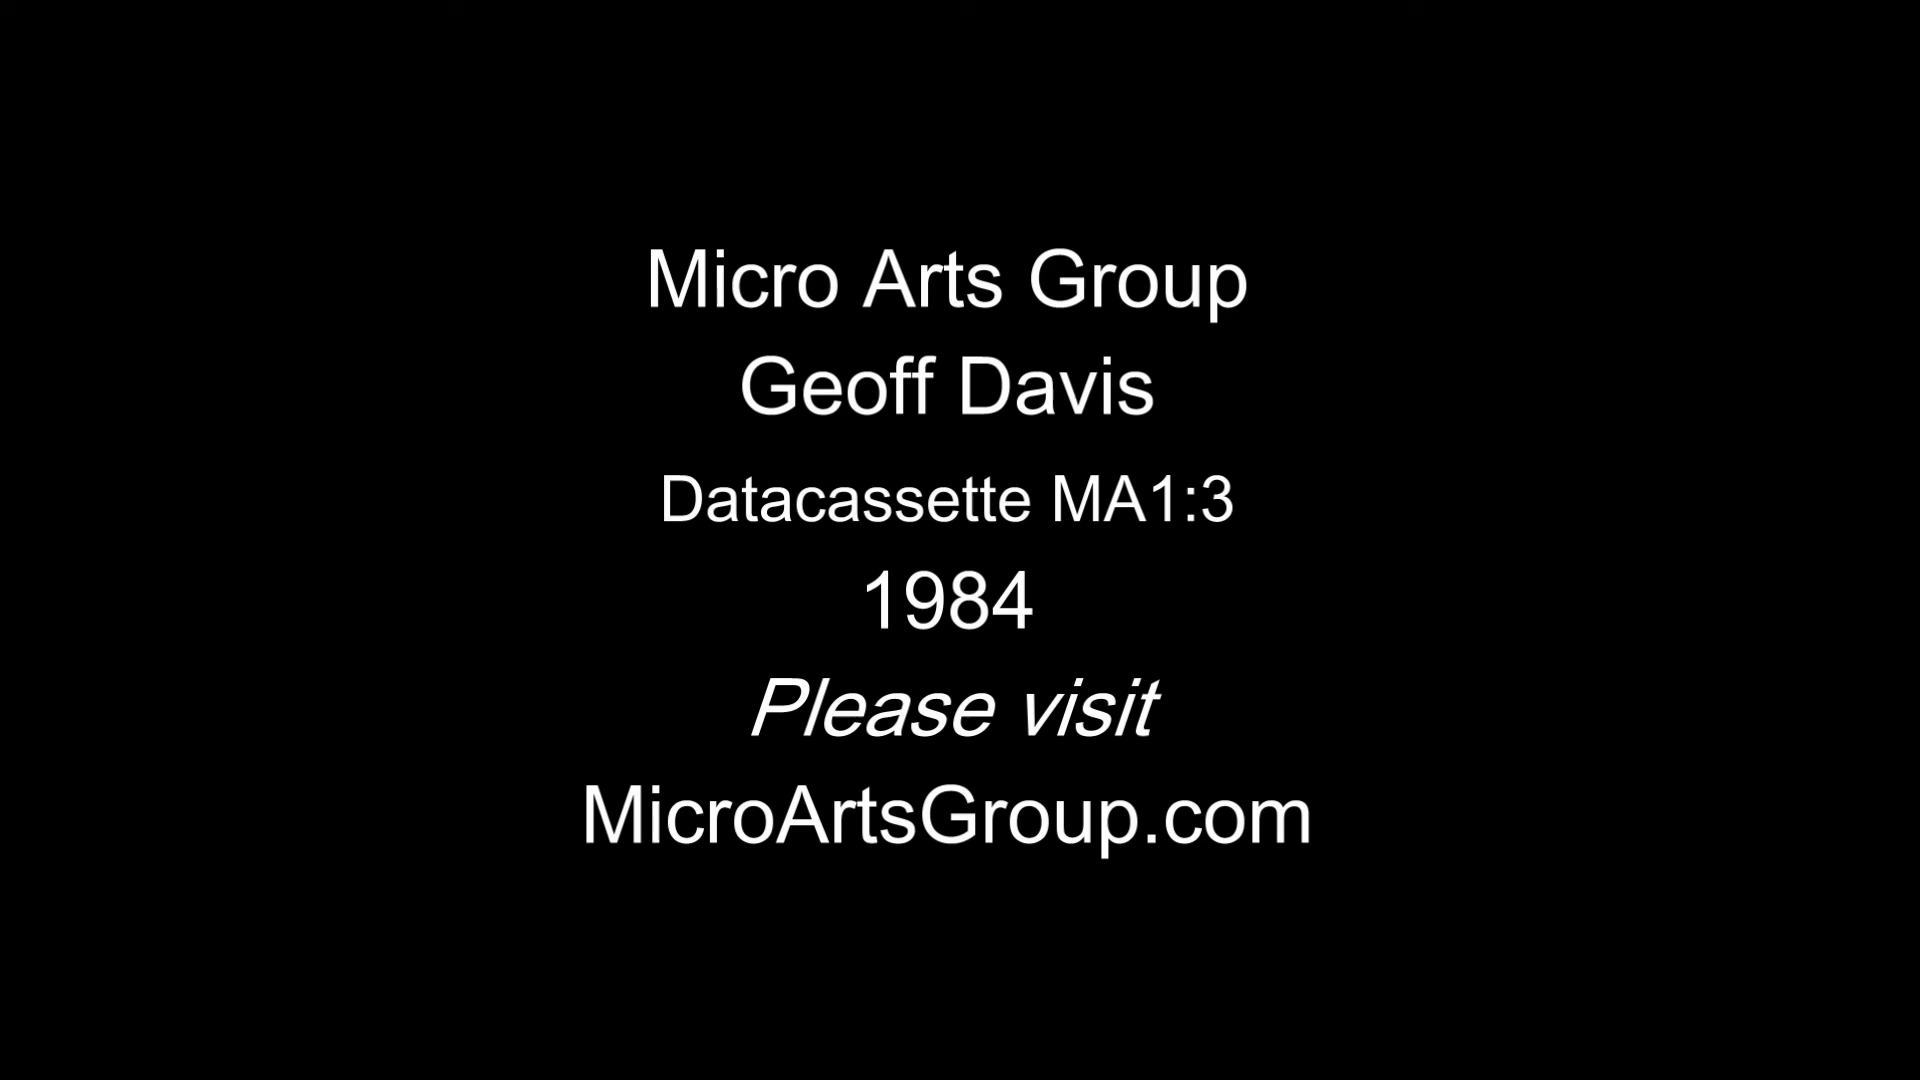 Micro Arts Group
Geoff Davis
Datacassette MA1:3
1984
Please visit
MicroArtsGroup.com